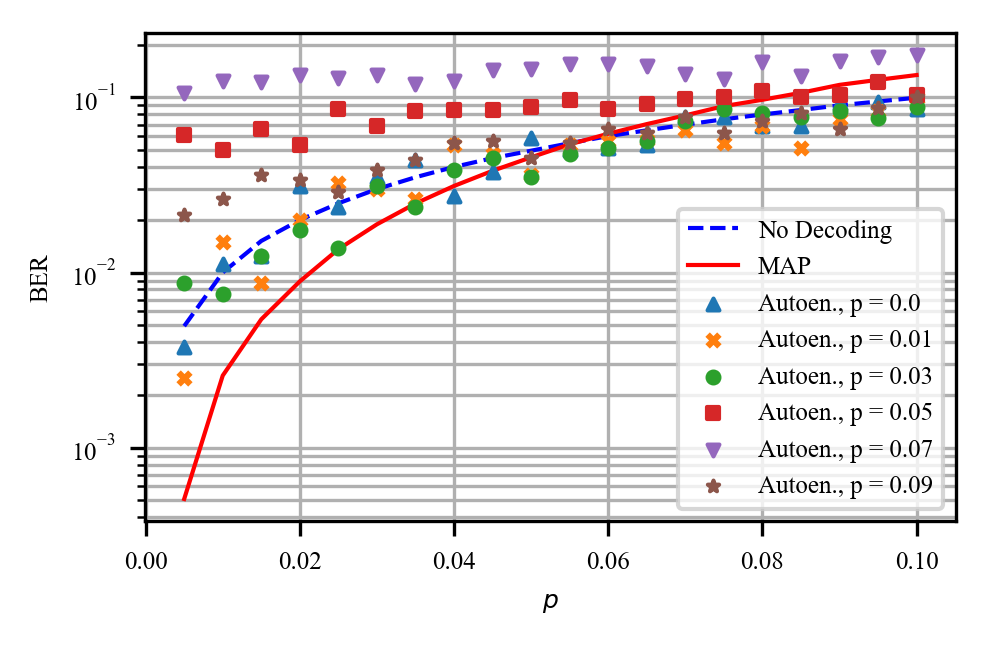 BER
10⁻¹
10⁻²
10⁻³
No Decoding
MAP
Autoen., p = 0.0
Autoen., p = 0.01
Autoen., p = 0.03
Autoen., p = 0.05
Autoen., p = 0.07
Autoen., p = 0.09
0.00 0.02 0.04 0.06 0.08 0.10
p